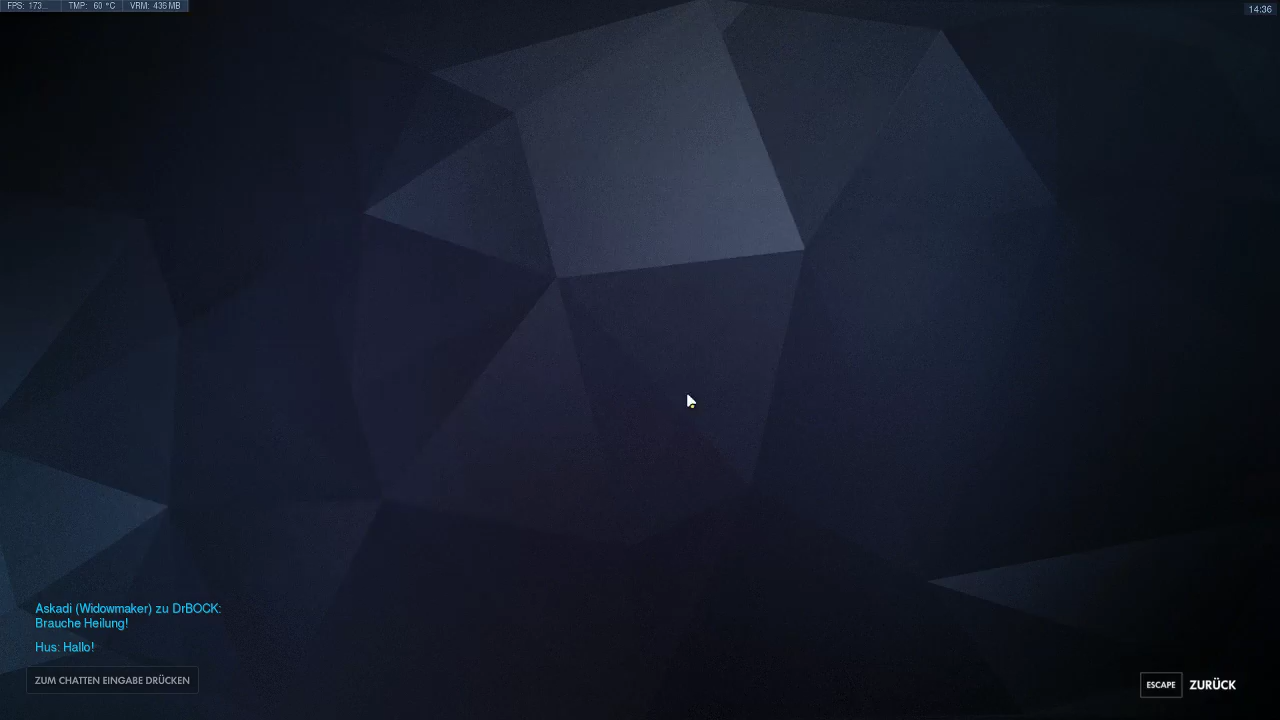 FPS: 173... TMP: 60 °C VRM: 436 MB
14:36
Askadi (Widowmaker) zu DrBOCK:
Brauche Heilung!
Hus: Hallo!
ZUM CHATTEN EINGABE DRÜCKEN
ESCAPE ZURÜCK